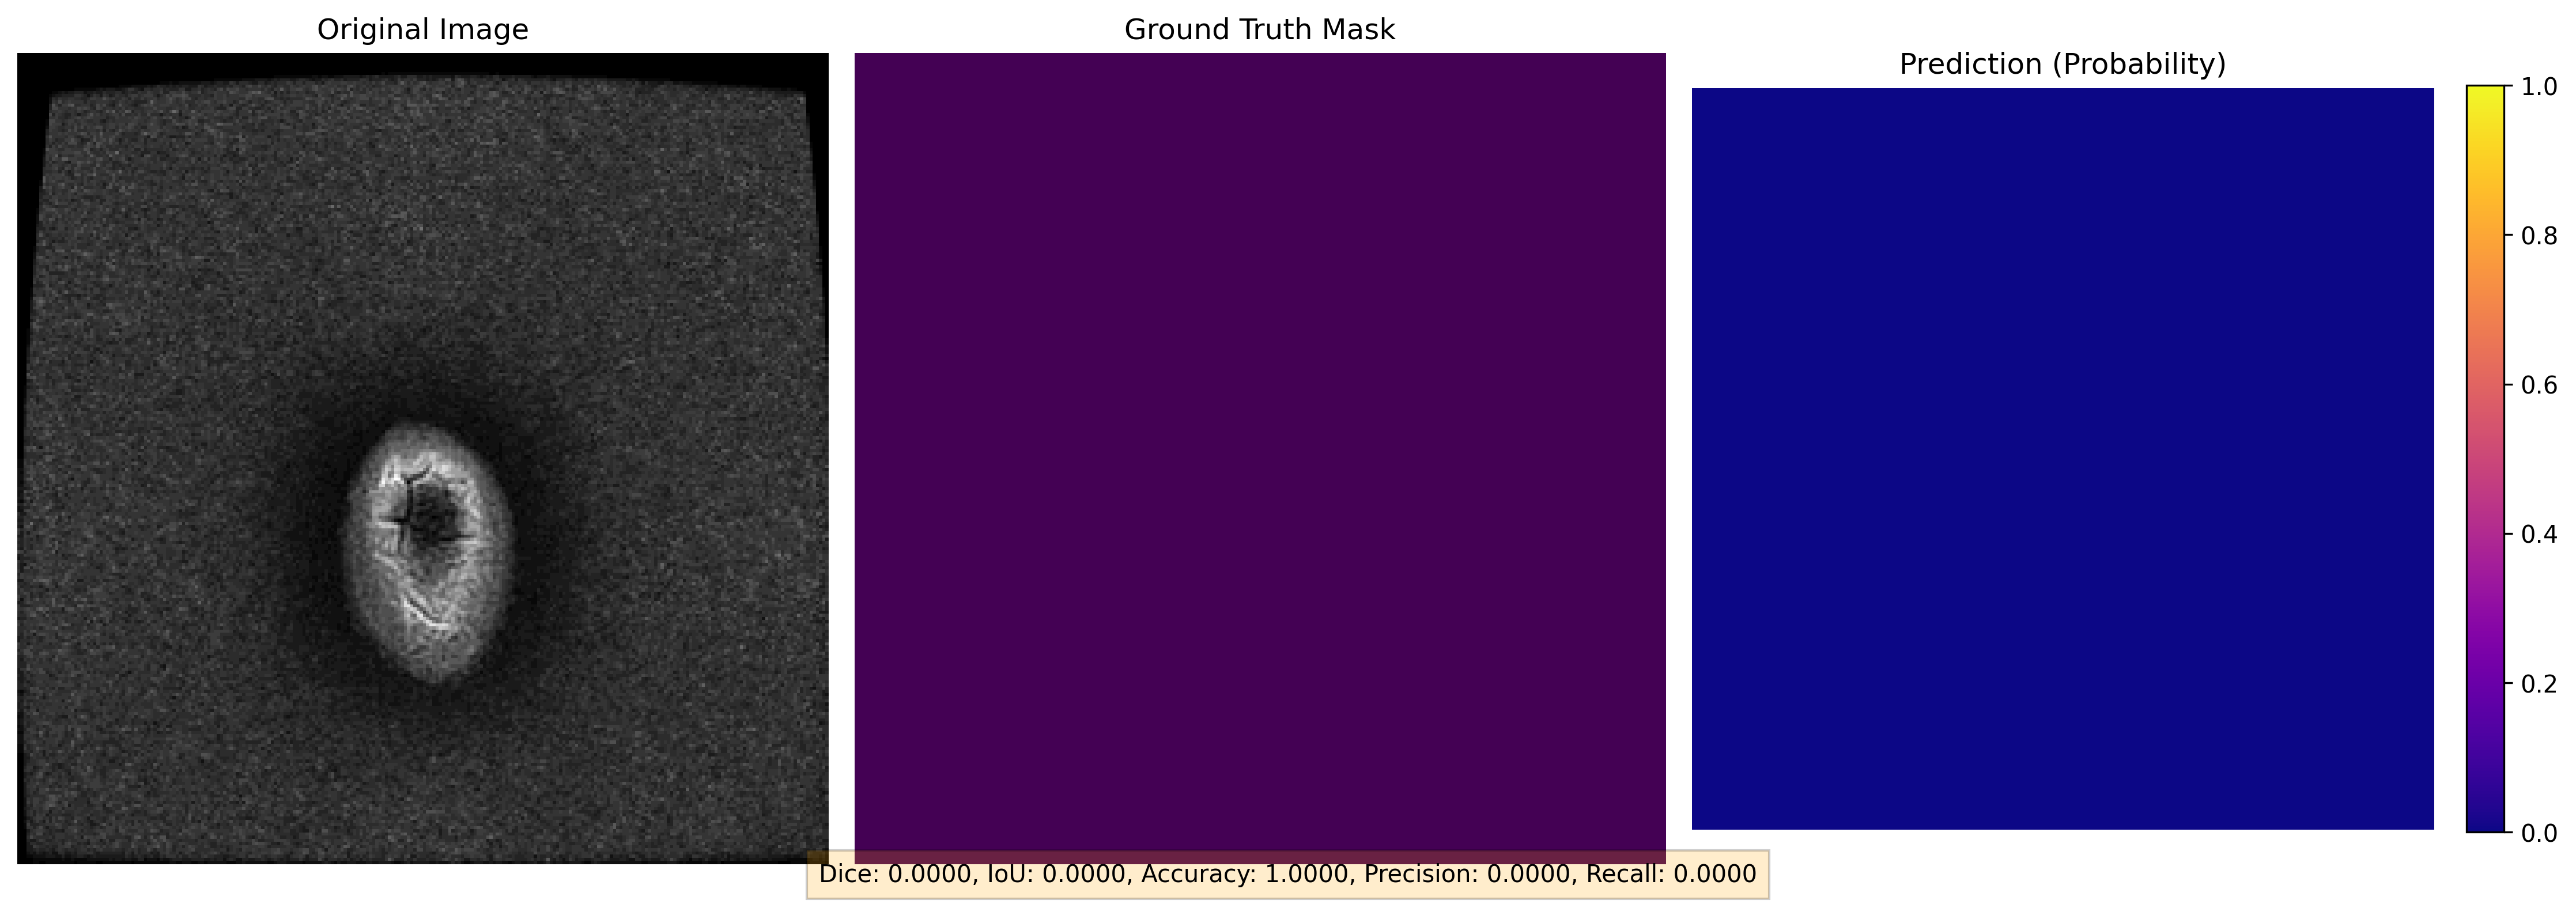 Original Image
Ground Truth Mask
Prediction (Probability)
1.0
0.8
0.6
0.4
0.2
0.0
Dice: 0.0000, IoU: 0.0000, Accuracy: 1.0000, Precision: 0.0000, Recall: 0.0000